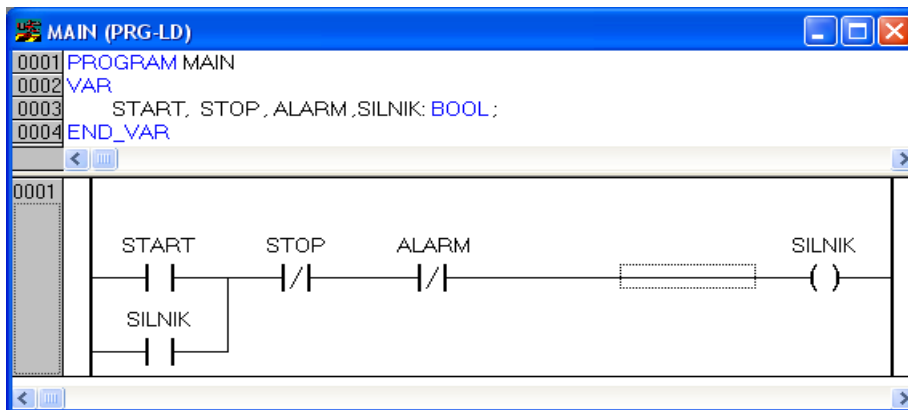 MAIN (PRG-LD)
0001 PROGRAM MAIN
0002 VAR
0003 START, STOP, ALARM ,SILNIK: BOOL;
0004 END_VAR
0001
START STOP ALARM SILNIK
SILNIK